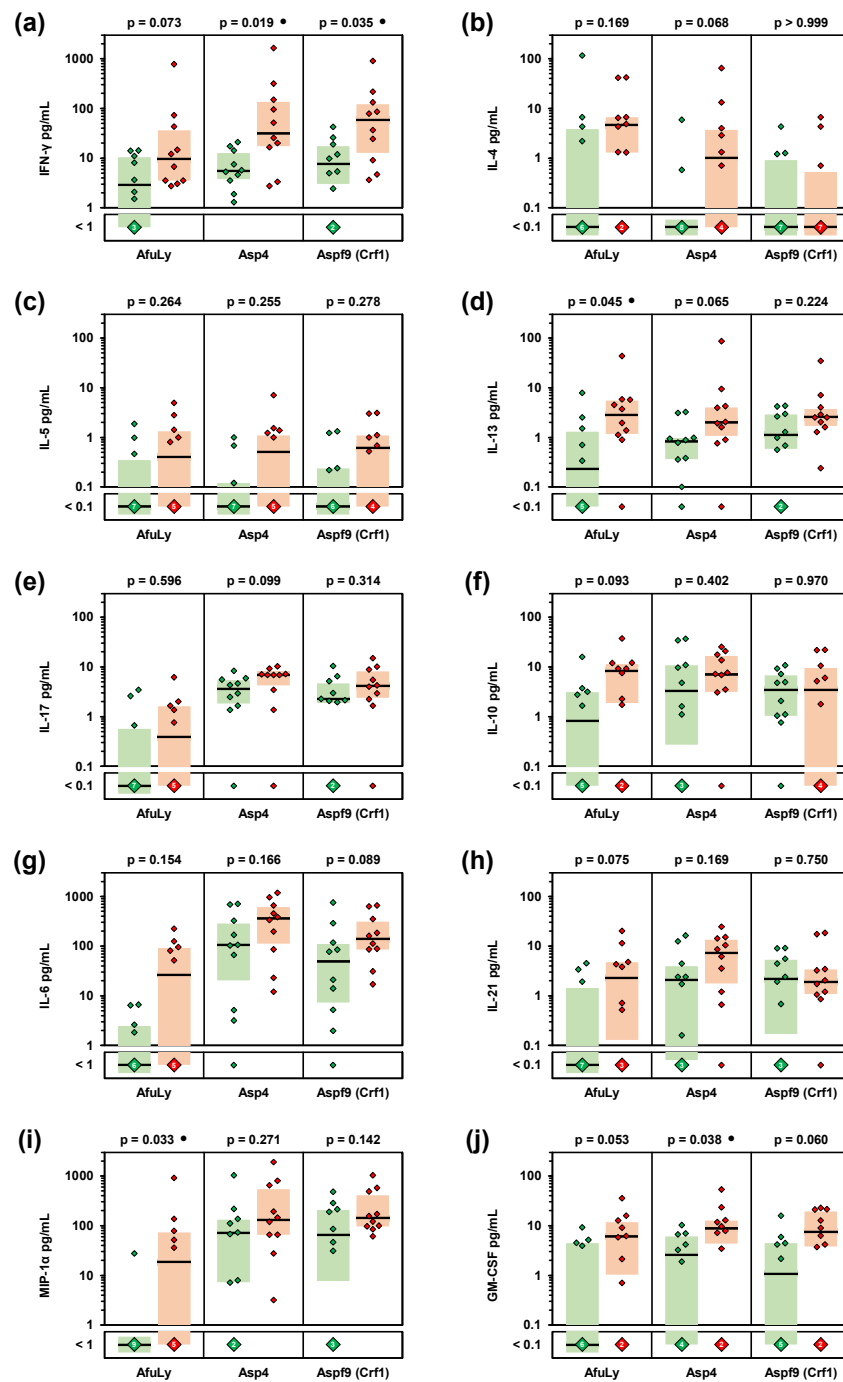 (a)
p = 0.073 p = 0.019 • p = 0.035 •
IFN-γ pg/mL
1000
100
10
1
< 1
3 2
AfuLy Asp4 Aspf9 (Crf1)
(b)
p = 0.169 p = 0.068 p > 0.999
IL-4 pg/mL
100
10
1
0.1
< 0.1
6 2 8 4 7 7
AfuLy Asp4 Aspf9 (Crf1)
(c)
p = 0.264 p = 0.255 p = 0.278
IL-5 pg/mL
100
10
1
0.1
< 0.1
7 5 7 5 6 4
AfuLy Asp4 Aspf9 (Crf1)
(d)
p = 0.045 • p = 0.065 p = 0.224
IL-13 pg/mL
100
10
1
0.1
< 0.1
5 2
AfuLy Asp4 Aspf9 (Crf1)
(e)
p = 0.596 p = 0.099 p = 0.314
IL-17 pg/mL
100
10
1
0.1
< 0.1
7 5 2
AfuLy Asp4 Aspf9 (Crf1)
(f)
p = 0.093 p = 0.402 p = 0.970
IL-10 pg/mL
100
10
1
0.1
< 0.1
5 2 3 4
AfuLy Asp4 Aspf9 (Crf1)
(g)
p = 0.154 p = 0.166 p = 0.089
IL-6 pg/mL
1000
100
10
1
< 1
6 5
AfuLy Asp4 Aspf9 (Crf1)
(h)
p = 0.075 p = 0.169 p = 0.750
IL-21 pg/mL
100
10
1
0.1
< 0.1
7 3 3 3
AfuLy Asp4 Aspf9 (Crf1)
(i)
p = 0.033 • p = 0.271 p = 0.142
MIP-1α pg/mL
1000
100
10
1
< 1
9 5 2 3
AfuLy Asp4 Aspf9 (Crf1)
(j)
p = 0.053 p = 0.038 • p = 0.060
GM-CSF pg/mL
100
10
1
0.1
< 0.1
6 2 4 2 5 2
AfuLy Asp4 Aspf9 (Crf1)